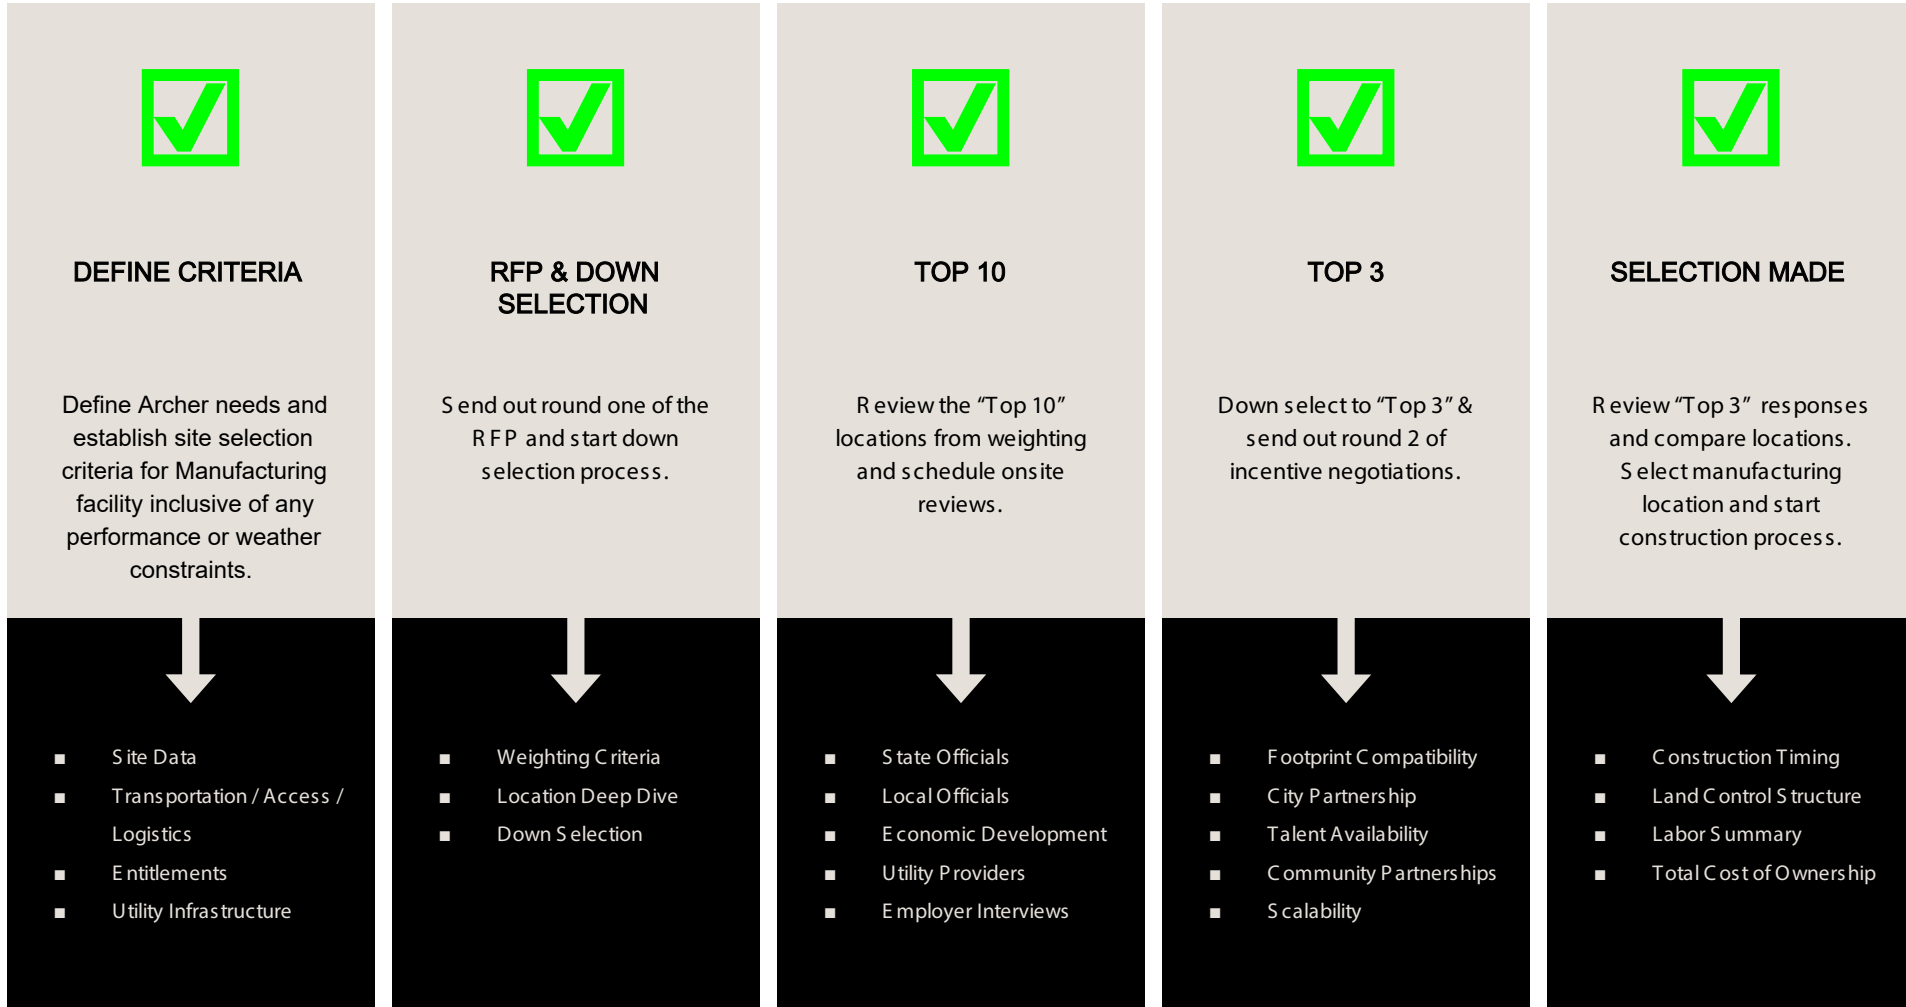 DEFINE CRITERIA
Define Archer needs and
establish site selection
criteria for Manufacturing
facility inclusive of any
performance or weather
constraints.
■ Site Data
■ Transportation / Access /
Logistics
■ Entitlements
■ Utility Infrastructure
RFP & DOWN
SELECTION
Send out round one of the
RFP and start down
selection process.
■ Weighting Criteria
■ Location Deep Dive
■ Down Selection
TOP 10
Review the “Top 10”
locations from weighting
and schedule onsite
reviews.
■ State Officials
■ Local Officials
■ Economic Development
■ Utility Providers
■ Employer Interviews
TOP 3
Down select to “Top 3” &
send out round 2 of
incentive negotiations.
■ Footprint Compatibility
■ City Partnership
■ Talent Availability
■ Community Partnerships
■ Scalability
SELECTION MADE
Review “Top 3” responses
and compare locations.
Select manufacturing
location and start
construction process.
■ Construction Timing
■ Land Control Structure
■ Labor Summary
■ Total Cost of Ownership